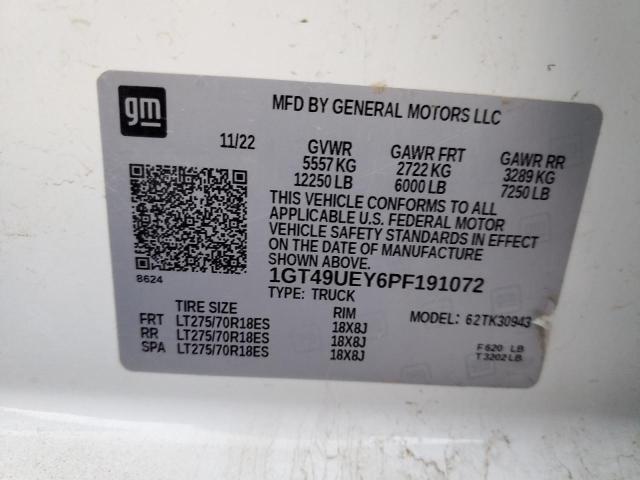 gm
MFD BY GENERAL MOTORS LLC
11/22 GVWR GAWR FRT GAWR RR
5557 KG 2722 KG 3289 KG
12250 LB 6000 LB 7250 LB
THIS VEHICLE CONFORMS TO ALL
APPLICABLE U.S. FEDERAL MOTOR
VEHICLE SAFETY STANDARDS IN EFFECT
ON THE DATE OF MANUFACTURE
SHOWN ABOVE.
8624
1GT49UEY6PF191072
TYPE: TRUCK
TIRE SIZE RIM MODEL: 62TK30943
FRT LT275/70R18ES 18X8J
RR LT275/70R18ES 18X8J
SPA LT275/70R18ES 18X8J
F 620 LB
T 3202 LB